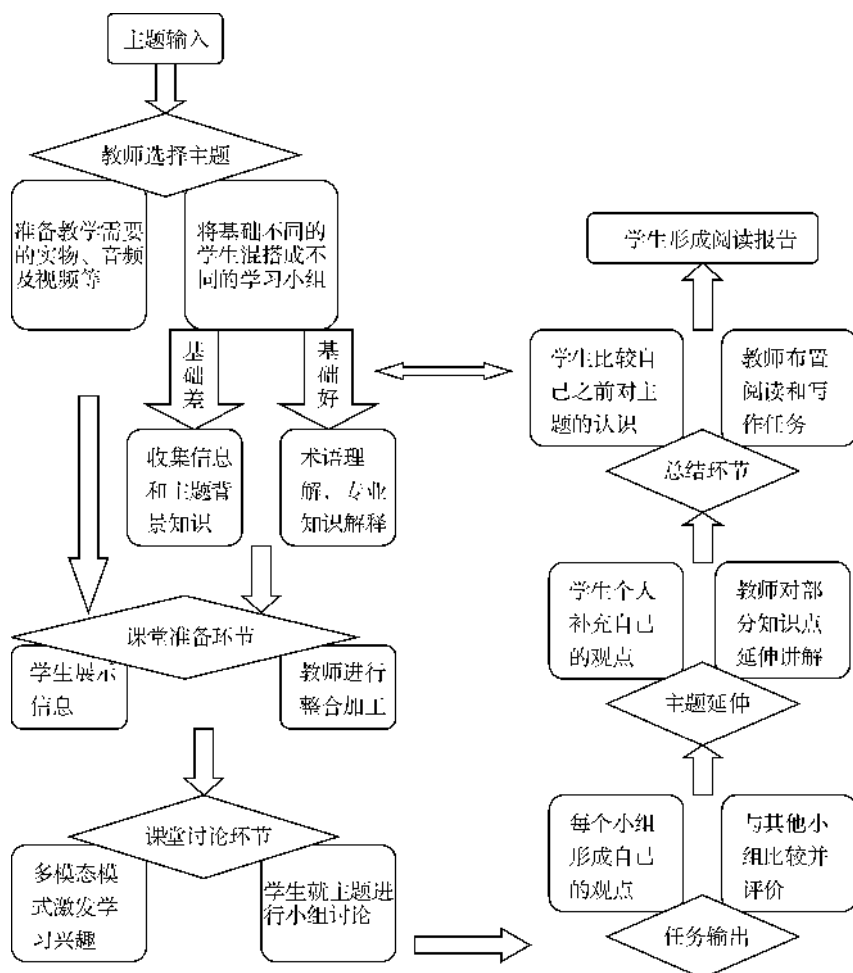 主题输入
教师选择主题
准备教学需要
的实物、音频
及视频等
将基础不同的
学生混搭成不
同的学习小组
基础差
基础好
收集信息
和主题背
景知识
术语理
解、专业
知识解释
课堂准备环节
学生展示
信息
教师进行
整合加工
课堂讨论环节
多模态模
式激发学
习兴趣
学生就主题进
行小组讨论
任务输出
每个小组
形成自己
的观点
与其他小
组比较并
评价
主题延伸
学生个人
补充自己
的观点
教师对部
分知识点
延伸讲解
总结环节
学生比较自
己之前对主
题的认识
教师布置
阅读和写
作任务
学生形成阅读报告